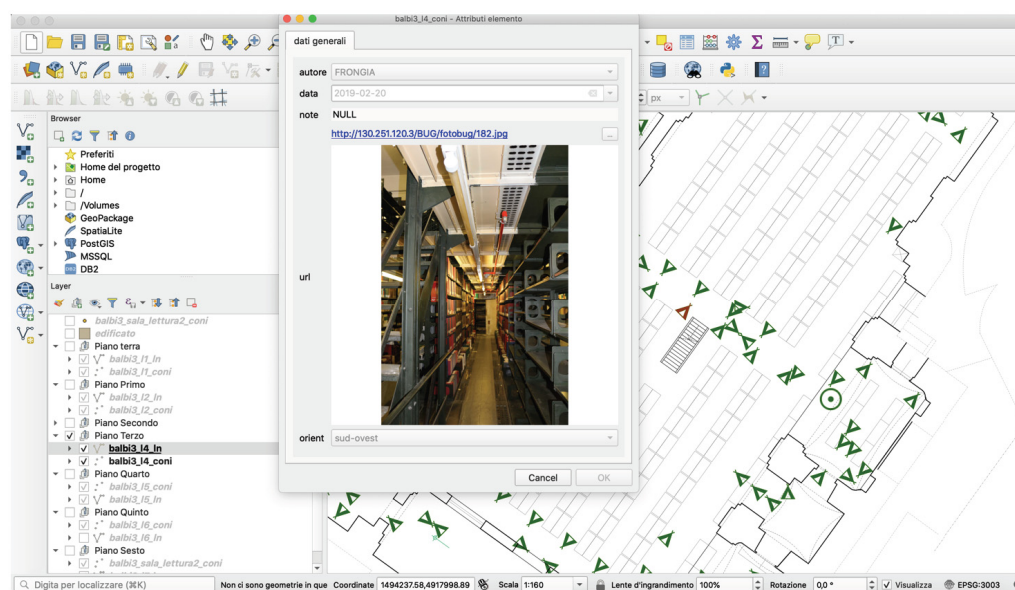 balbi3_l4_coni - Attributi elemento
dati generali
autore FRONGIA
data 2019-02-20
note NULL
http://130.251.120.3/BUG/fotobug/182.jpg
...
url
orient sud-ovest
Cancel OK
px
Browser
Preferiti
Home del progetto
Home
/
/Volumes
GeoPackage
SpatiaLite
PostGIS
MSSQL
DB2
Layer
balbi3_sala_lettura2_coni
edificato
Piano terra
balbi3_l1_ln
balbi3_l1_coni
Piano Primo
balbi3_l2_ln
balbi3_l2_coni
Piano Secondo
Piano Terzo
balbi3_l4_ln
balbi3_l4_coni
Piano Quarto
balbi3_l5_coni
balbi3_l5_ln
Piano Quinto
balbi3_l6_coni
balbi3_l6_ln
Piano Sesto
balbi3_sala_lettura2_coni
Digita per localizzare (⌘K) Non ci sono geometrie in que Coordinate 1494237.58,4917998.89 Scala 1:160 Lente d'ingrandimento 100% Rotazione 0,0 ° Visualizza EPSG:3003